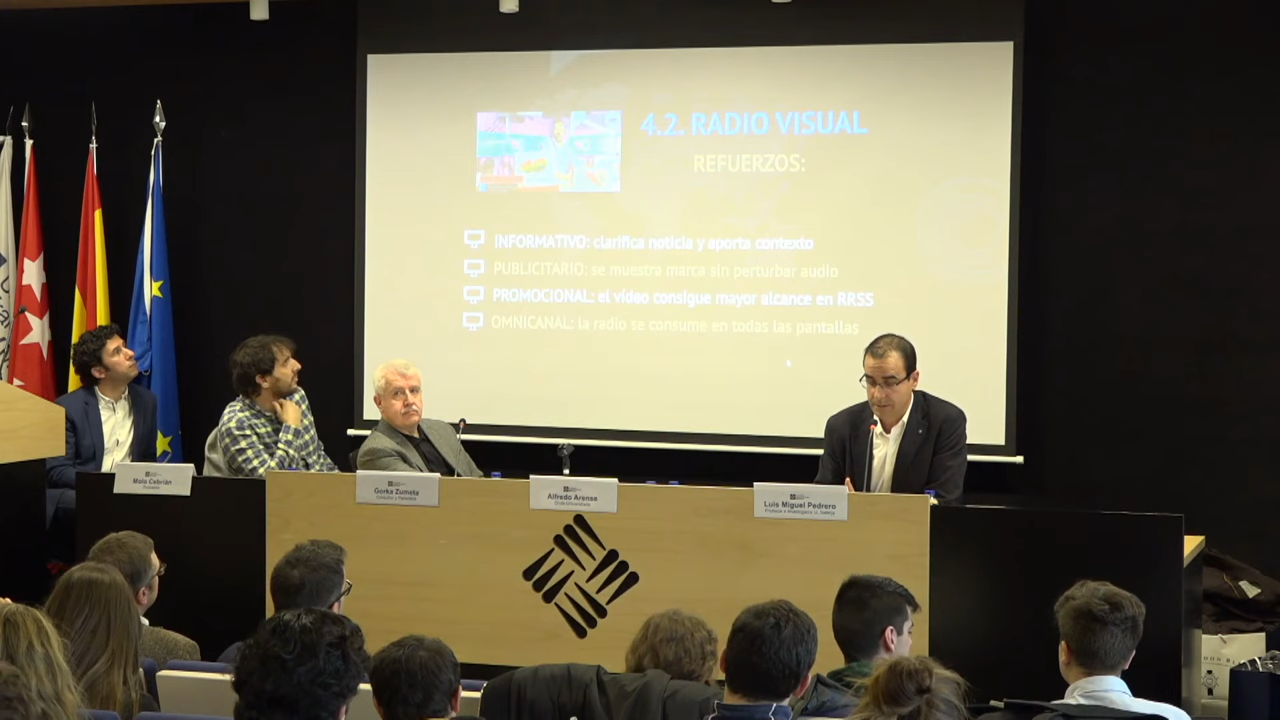 4.2. RADIO VISUAL
REFUERZOS:
INFORMATIVO: clarifica noticia y aporta contexto
PUBLICITARIO: se muestra marca sin perturbar audio
PROMOCIONAL: el vídeo consigue mayor alcance en RRSS
OMNICANAL: la radio se consume en todas las pantallas
Molo Cebrián
Gorka Zumeta
Alfredo Arense
Luis Miguel Pedrero